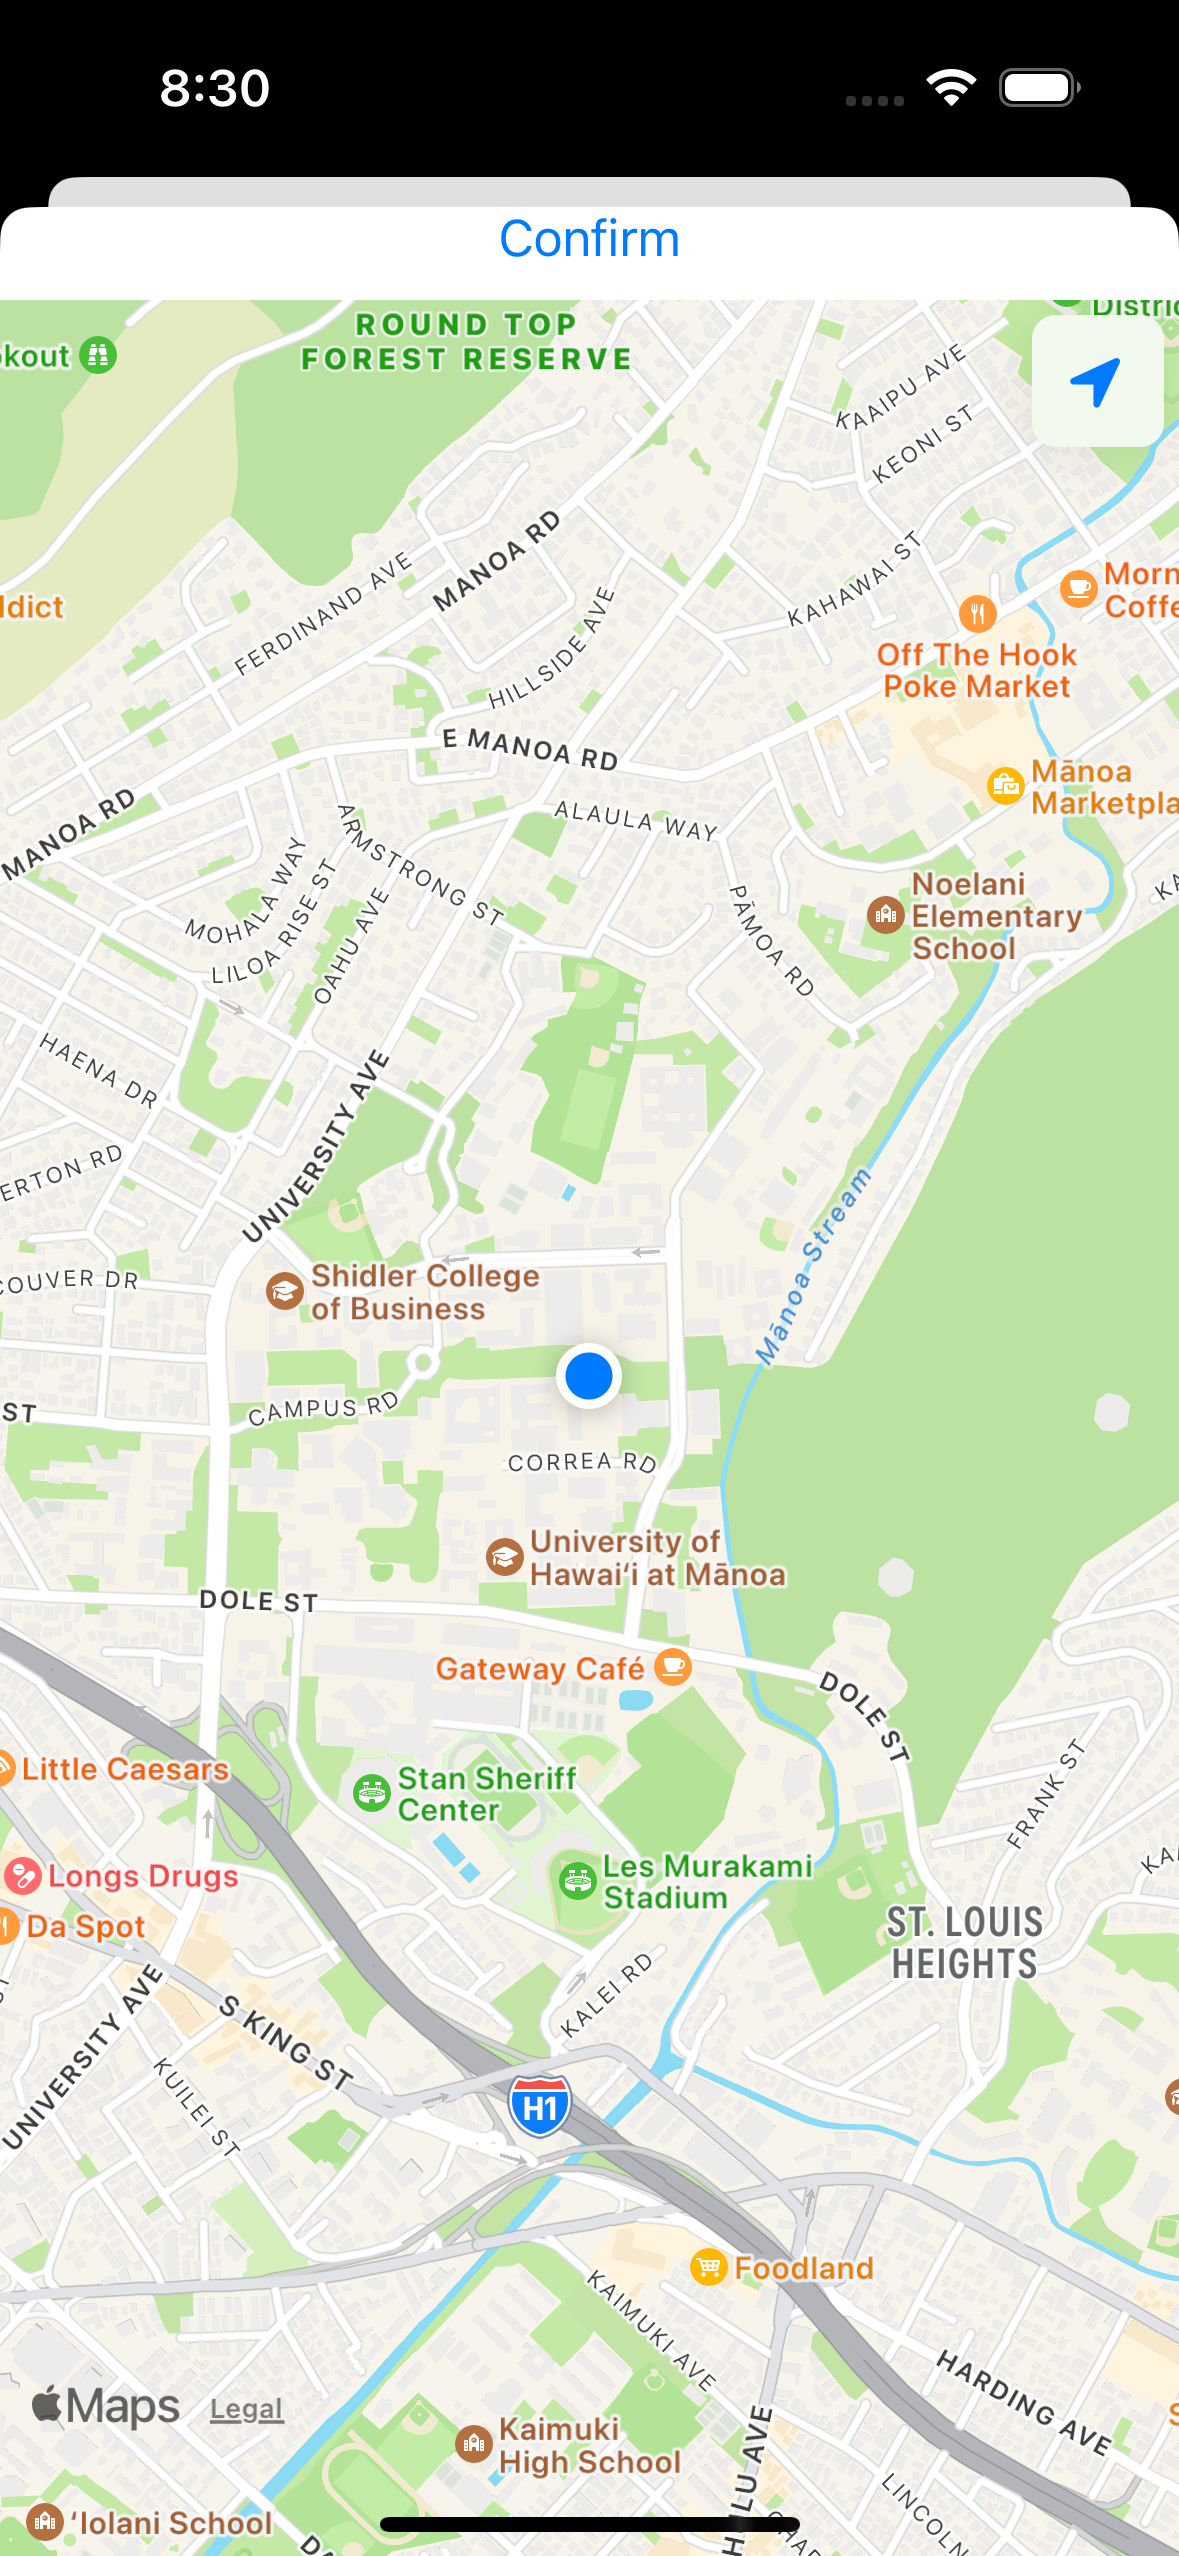 8:30
Confirm
Distric
ROUND TOP
FOREST RESERVE
okout
KAAIPU AVE
KEONI ST
MANOA RD
FERDINAND AVE
HILLSIDE AVE
KAHAWAI ST
Morn
Coffe
ddict
Off The Hook
Poke Market
E MANOA RD
Mānoa
Marketpla
MANOA RD
ALAULA WAY
ARMSTRONG ST
MOHALA WAY
LILOA RISE ST
OAHU AVE
PĀMOA RD
Noelani
Elementary
School
KA
HAENA DR
UNIVERSITY AVE
ERTON RD
Mānoa Stream
COUVER DR
Shidler College
of Business
ST
CAMPUS RD
CORREA RD
University of
Hawaiʻi at Mānoa
DOLE ST
Gateway Café
DOLE ST
Little Caesars
Stan Sheriff
Center
FRANK ST
KA
Longs Drugs
Les Murakami
Stadium
Da Spot
ST. LOUIS
HEIGHTS
KALEI RD
UNIVERSITY AVE
S KING ST
KUILEI ST
H1
Foodland
KAIMUKI AVE
HARDING AVE
Maps
Legal
Kaimuki
High School
LINCOLN
ʻIolani School